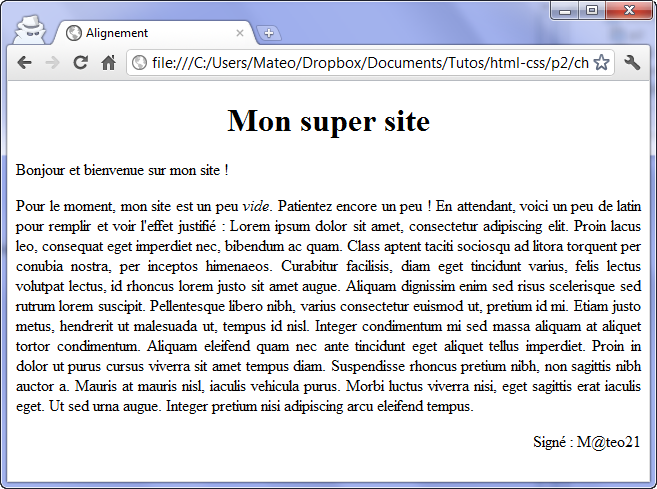 Alignement
file:///C:/Users/Mateo/Dropbox/Documents/Tutos/html-css/p2/ch
Mon super site
Bonjour et bienvenue sur mon site !
Pour le moment, mon site est un peu vide. Patientez encore un peu ! En attendant, voici un peu de latin
pour remplir et voir l'effet justifié : Lorem ipsum dolor sit amet, consectetur adipiscing elit. Proin lacus
leo, consequat eget imperdiet nec, bibendum ac quam. Class aptent taciti sociosqu ad litora torquent per
conubia nostra, per inceptos himenaeos. Curabitur facilisis, diam eget tincidunt varius, felis lectus
volutpat lectus, id rhoncus lorem justo sit amet augue. Aliquam dignissim enim sed risus scelerisque sed
rutrum lorem suscipit. Pellentesque libero nibh, varius consectetur euismod ut, pretium id mi. Etiam justo
metus, hendrerit ut malesuada ut, tempus id nisl. Integer condimentum mi sed massa aliquam at aliquet
tortor condimentum. Aliquam eleifend quam nec ante tincidunt eget aliquet tellus imperdiet. Proin in
dolor ut purus cursus viverra sit amet tempus diam. Suspendisse rhoncus pretium nibh, non sagittis nibh
auctor a. Mauris at mauris nisl, iaculis vehicula purus. Morbi luctus viverra nisi, eget sagittis erat iaculis
eget. Ut sed urna augue. Integer pretium nisi adipiscing arcu eleifend tempus.
Signé : M@teo21